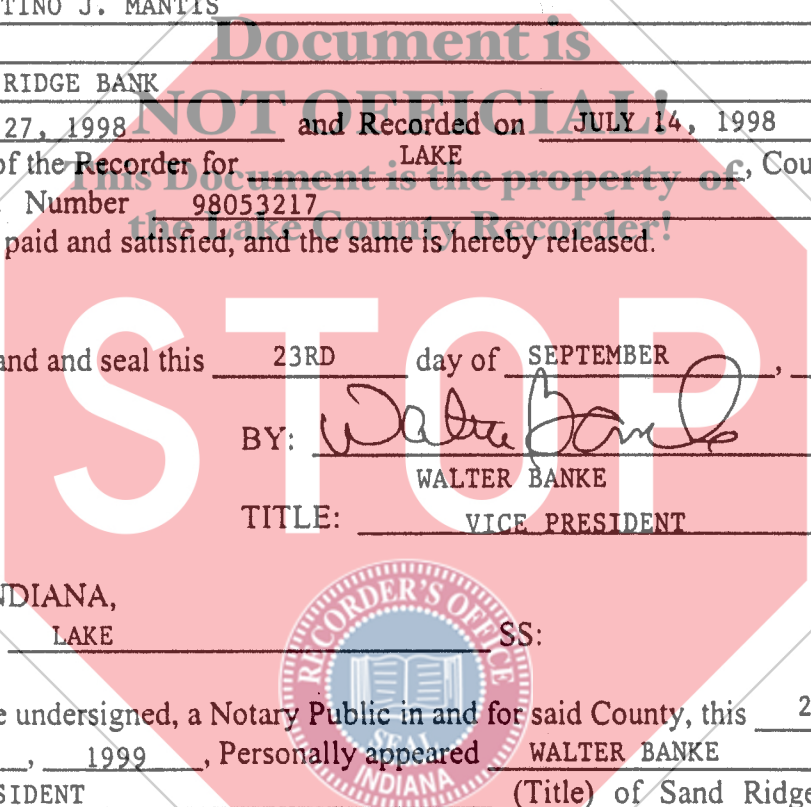 TINO J. MANTIS
Document is
RIDGE BANK
NOT OFFICIAL!
27, 1998 and Recorded on JULY 14, 1998
of the Recorder for LAKE, Cou
This Document is the property of
Number 98053217
the Lake County Recorder!
paid and satisfied, and the same is hereby released.
STOP
and and seal this 23RD day of SEPTEMBER,
BY: Walter Banke
WALTER BANKE
TITLE: VICE PRESIDENT
NDIANA,
LAKE SS:
RECORDER'S OFFICE
SEAL
INDIANA
e undersigned, a Notary Public in and for said County, this 2
, 1999, Personally appeared WALTER BANKE
SIDENT (Title) of Sand Ridge